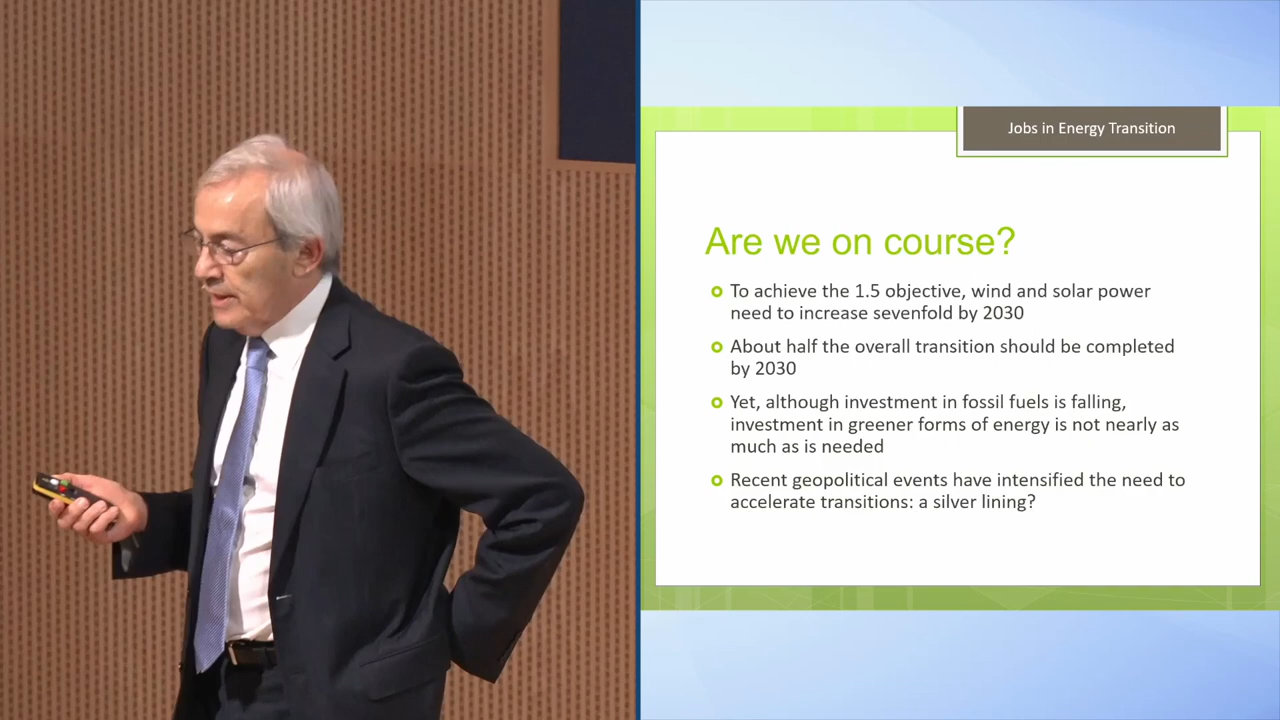 Jobs in Energy Transition
Are we on course?
To achieve the 1.5 objective, wind and solar power
need to increase sevenfold by 2030
About half the overall transition should be completed
by 2030
Yet, although investment in fossil fuels is falling,
investment in greener forms of energy is not nearly as
much as is needed
Recent geopolitical events have intensified the need to
accelerate transitions: a silver lining?